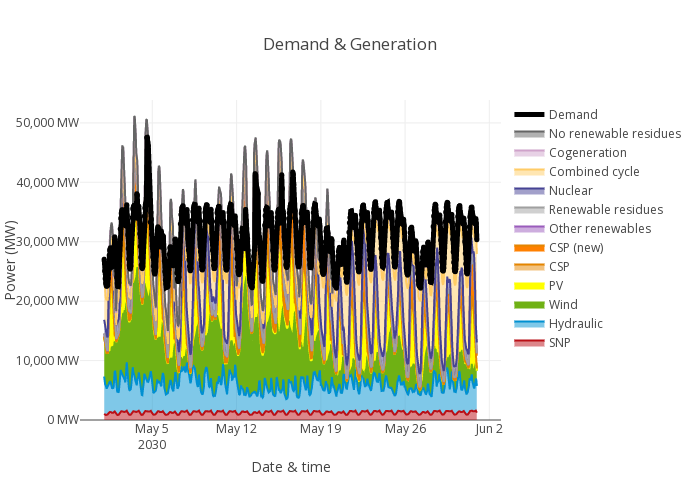 Demand & Generation
Power (MW)
50,000 MW
40,000 MW
30,000 MW
20,000 MW
10,000 MW
0 MW
May 5
2030
May 12
May 19
May 26
Jun 2
Date & time
Demand
No renewable residues
Cogeneration
Combined cycle
Nuclear
Renewable residues
Other renewables
CSP (new)
CSP
PV
Wind
Hydraulic
SNP